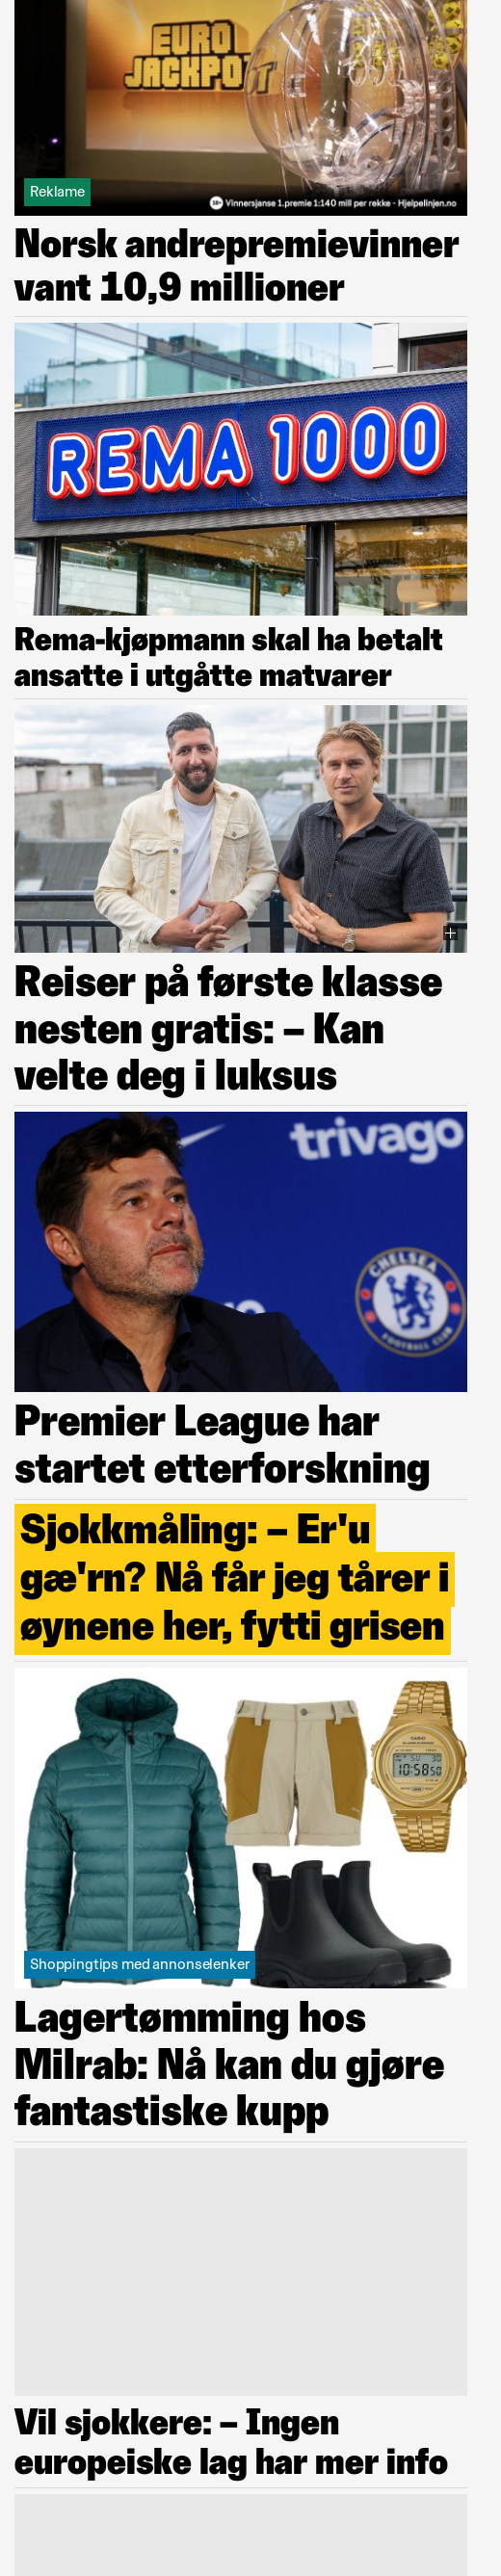 EURO
JACKPOT
Reklame
18+ Vinnersjanse 1.premie 1:140 mill per rekke - Hjelpelinjen.no
Norsk andrepremievinner
vant 10,9 millioner
REMA 1000
Rema-kjøpmann skal ha betalt
ansatte i utgåtte matvarer
Reiser på første klasse
nesten gratis: – Kan
velte deg i luksus
trivago
CHELSEA
FOOTBALL CLUB
Premier League har
startet etterforskning
Sjokkmåling: – Er'u
gæ'rn? Nå får jeg tårer i
øynene her, fytti grisen
CASIO
10:58 50
Shoppingtips med annonselenker
Lagertømming hos
Milrab: Nå kan du gjøre
fantastiske kupp
Vil sjokkere: – Ingen
europeiske lag har mer info